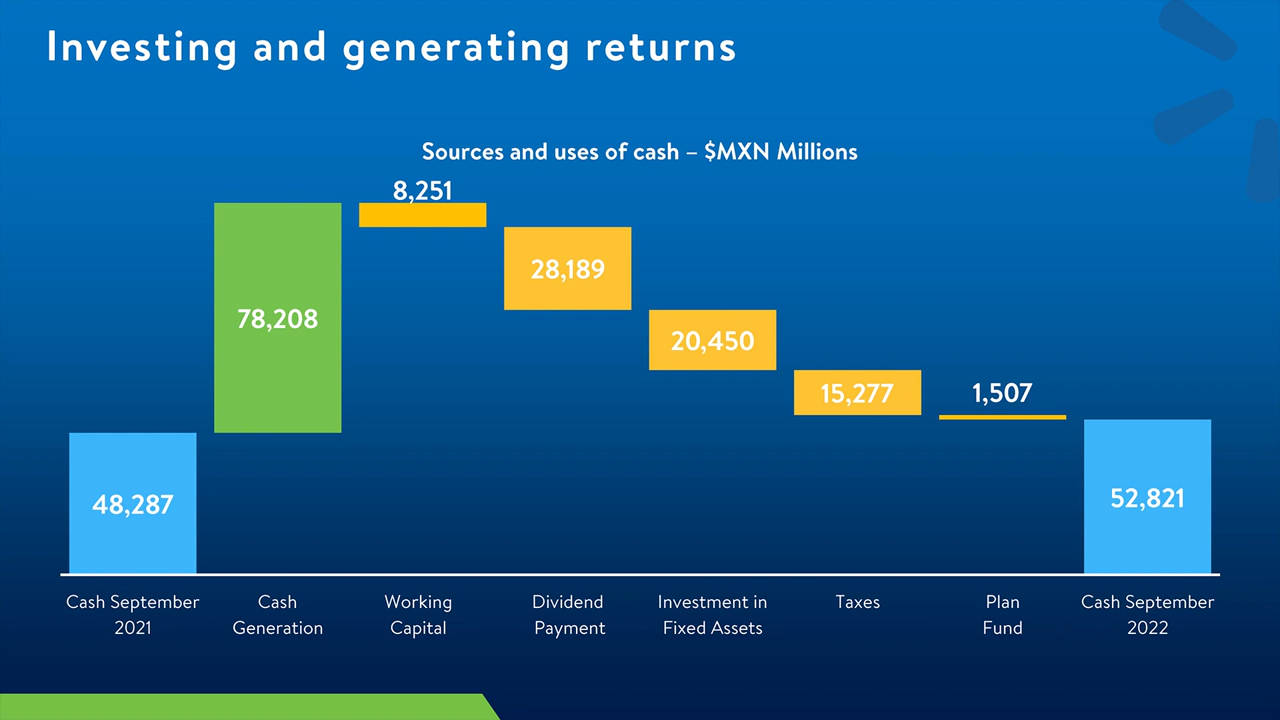 Investing and generating returns
Sources and uses of cash – $MXN Millions
8,251
28,189
78,208
20,450
15,277
1,507
48,287
52,821
Cash September
2021
Cash
Generation
Working
Capital
Dividend
Payment
Investment in
Fixed Assets
Taxes
Plan
Fund
Cash September
2022